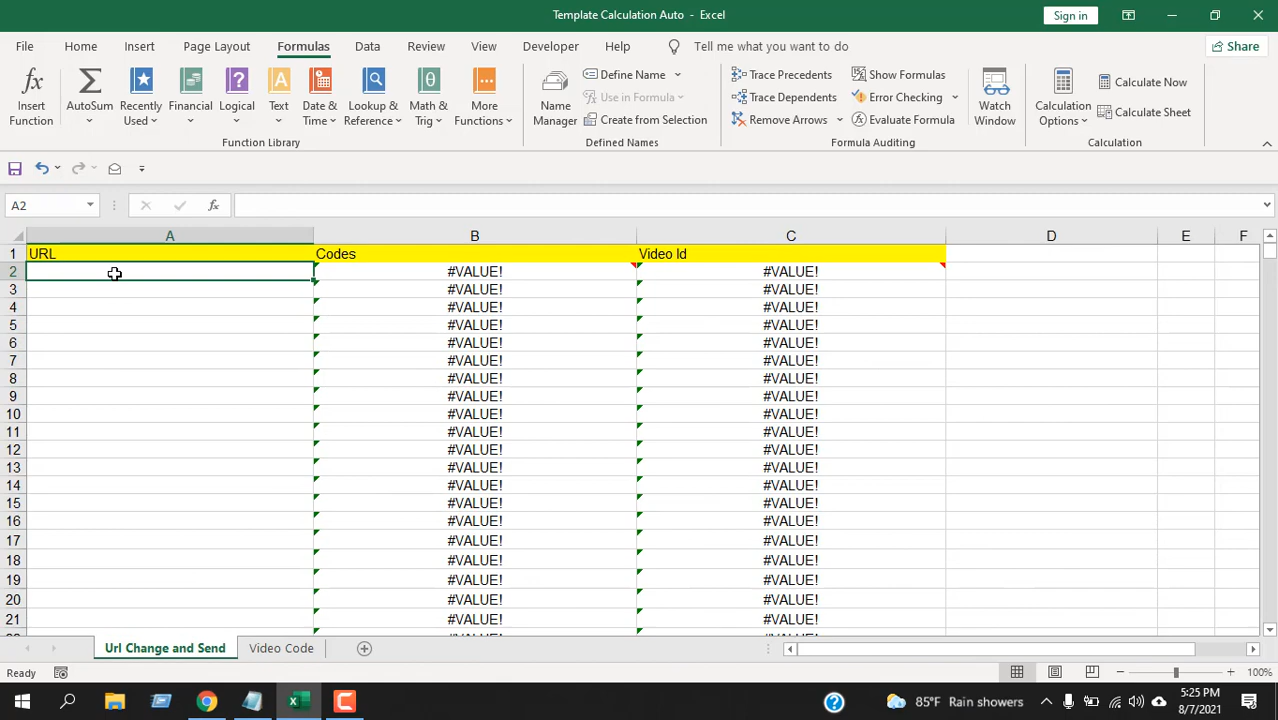 Template Calculation Auto - Excel
Sign in
File Home Insert Page Layout Formulas Data Review View Developer Help Tell me what you want to do Share
Insert Function
AutoSum
Recently Used
Financial
Logical
Text
Date & Time
Lookup & Reference
Math & Trig
More Functions
Function Library
Name Manager
Define Name
Use in Formula
Create from Selection
Defined Names
Trace Precedents
Trace Dependents
Remove Arrows
Show Formulas
Error Checking
Evaluate Formula
Formula Auditing
Watch Window
Calculation Options
Calculate Now
Calculate Sheet
Calculation
A2 fx
A B C D E F
1 URL Codes Video Id
2 #VALUE! #VALUE!
3 #VALUE! #VALUE!
4 #VALUE! #VALUE!
5 #VALUE! #VALUE!
6 #VALUE! #VALUE!
7 #VALUE! #VALUE!
8 #VALUE! #VALUE!
9 #VALUE! #VALUE!
10 #VALUE! #VALUE!
11 #VALUE! #VALUE!
12 #VALUE! #VALUE!
13 #VALUE! #VALUE!
14 #VALUE! #VALUE!
15 #VALUE! #VALUE!
16 #VALUE! #VALUE!
17 #VALUE! #VALUE!
18 #VALUE! #VALUE!
19 #VALUE! #VALUE!
20 #VALUE! #VALUE!
21 #VALUE! #VALUE!
Url Change and Send Video Code
Ready 100%
85°F Rain showers
5:25 PM
8/7/2021